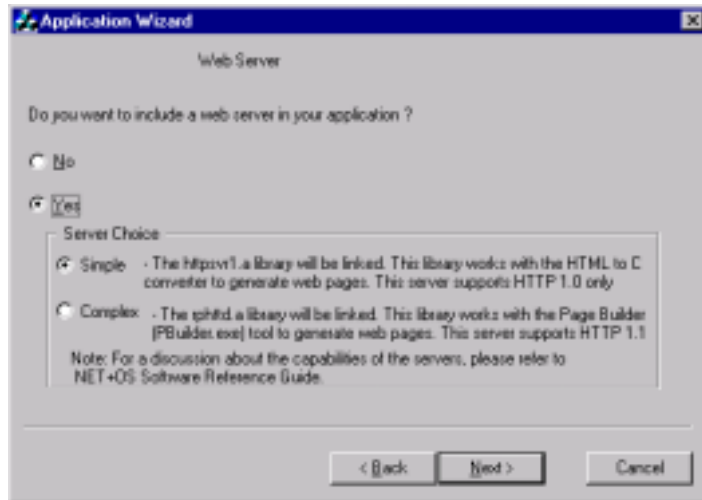 Application Wizard
Web Server
Do you want to include a web server in your application ?
No
Yes
Server Choice
Simple - The httpsvr1.a library will be linked. This library works with the HTML to C
converter to generate web pages. This server supports HTTP 1.0 only
Complex - The rphttd.a library will be linked. This library works with the Page Builder
(PBuilder.exe) tool to generate web pages. This server supports HTTP 1.1
Note: For a discussion about the capabilities of the servers, please refer to
NET+OS Software Reference Guide.
< Back Next > Cancel